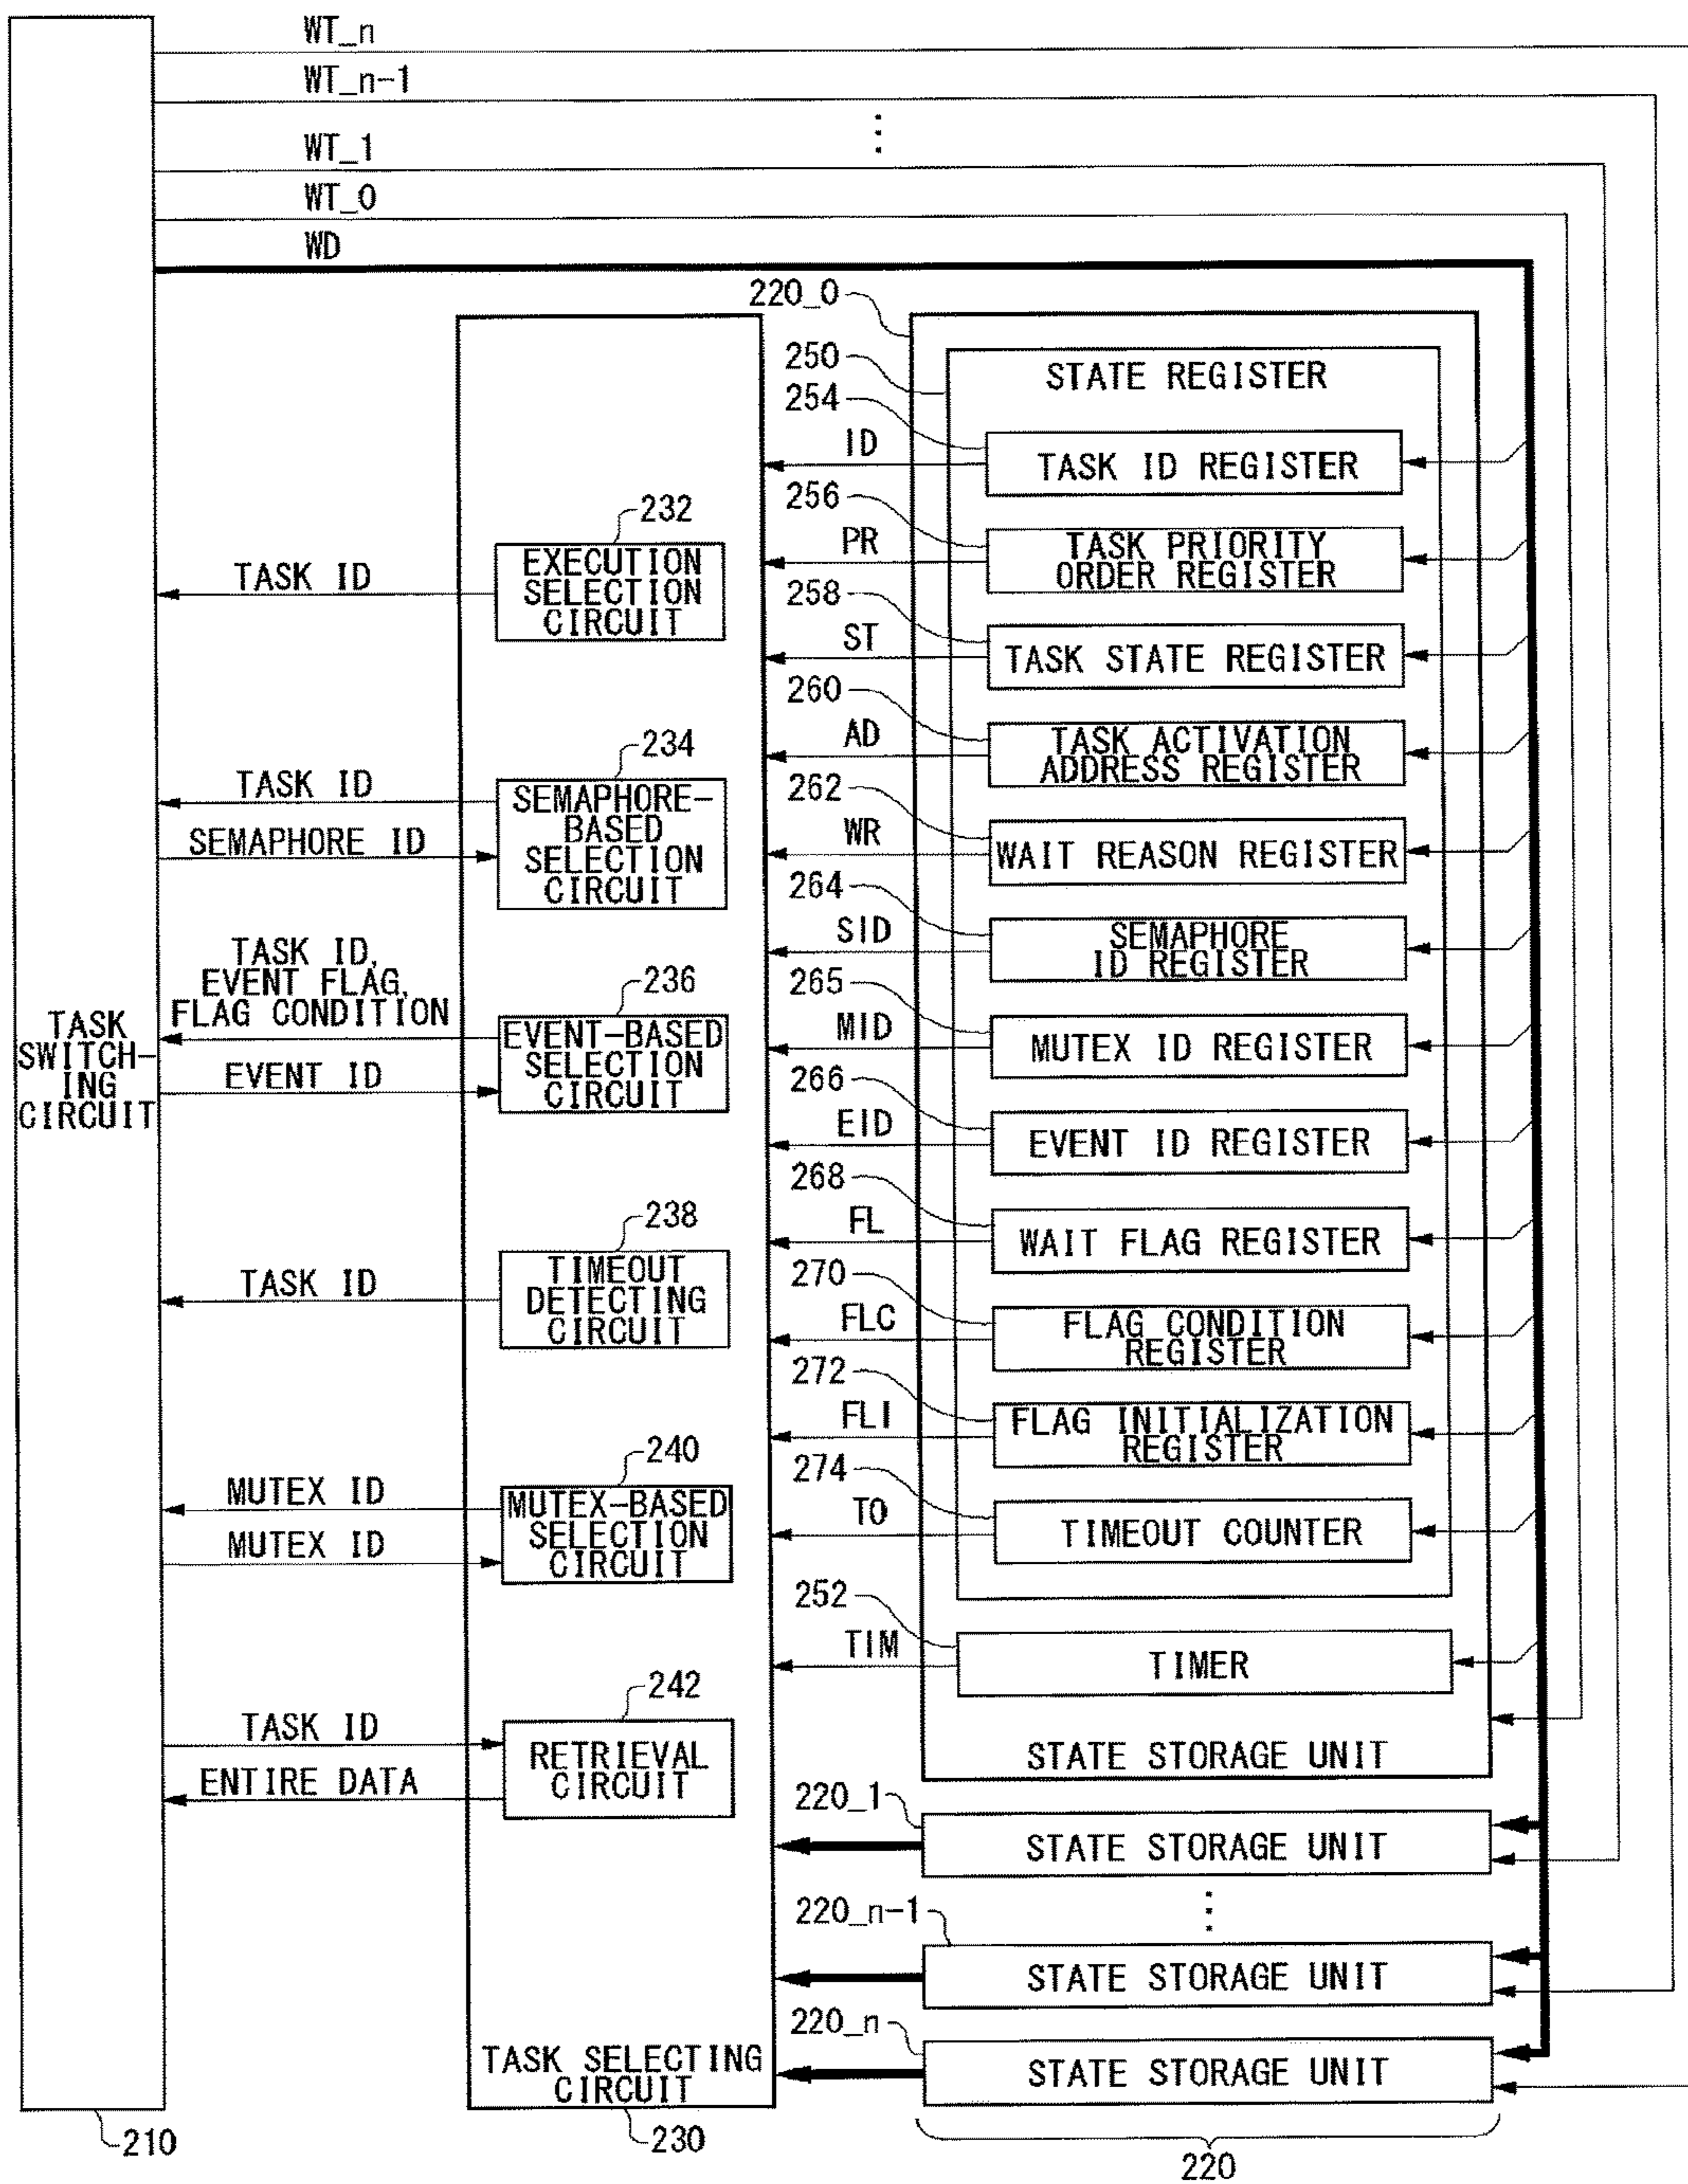 WT_n
WT_n-1
⋮
WT_1
WT_0
WD
220_0
250
STATE REGISTER
254
ID
TASK ID REGISTER
232
256
PR
TASK PRIORITY
ORDER REGISTER
TASK ID
EXECUTION
SELECTION
CIRCUIT
258
ST
TASK STATE REGISTER
260
AD
TASK ACTIVATION
ADDRESS REGISTER
234
TASK ID
SEMAPHORE ID
SEMAPHORE-
BASED
SELECTION
CIRCUIT
262
WR
WAIT REASON REGISTER
264
SID
SEMAPHORE
ID REGISTER
TASK ID,
EVENT FLAG,
FLAG CONDITION
236
265
MID
MUTEX ID REGISTER
TASK
SWITCH-
ING
CIRCUIT
EVENT ID
EVENT-BASED
SELECTION
CIRCUIT
266
EID
EVENT ID REGISTER
268
FL
WAIT FLAG REGISTER
238
TASK ID
TIMEOUT
DETECTING
CIRCUIT
270
FLC
FLAG CONDITION
REGISTER
272
FLI
FLAG INITIALIZATION
REGISTER
240
MUTEX ID
MUTEX ID
MUTEX-BASED
SELECTION
CIRCUIT
274
TO
TIMEOUT COUNTER
252
TIM
TIMER
242
TASK ID
ENTIRE DATA
RETRIEVAL
CIRCUIT
STATE STORAGE UNIT
220_1
STATE STORAGE UNIT
⋮
220_n-1
STATE STORAGE UNIT
220_n
STATE STORAGE UNIT
TASK SELECTING
CIRCUIT
210
230
220